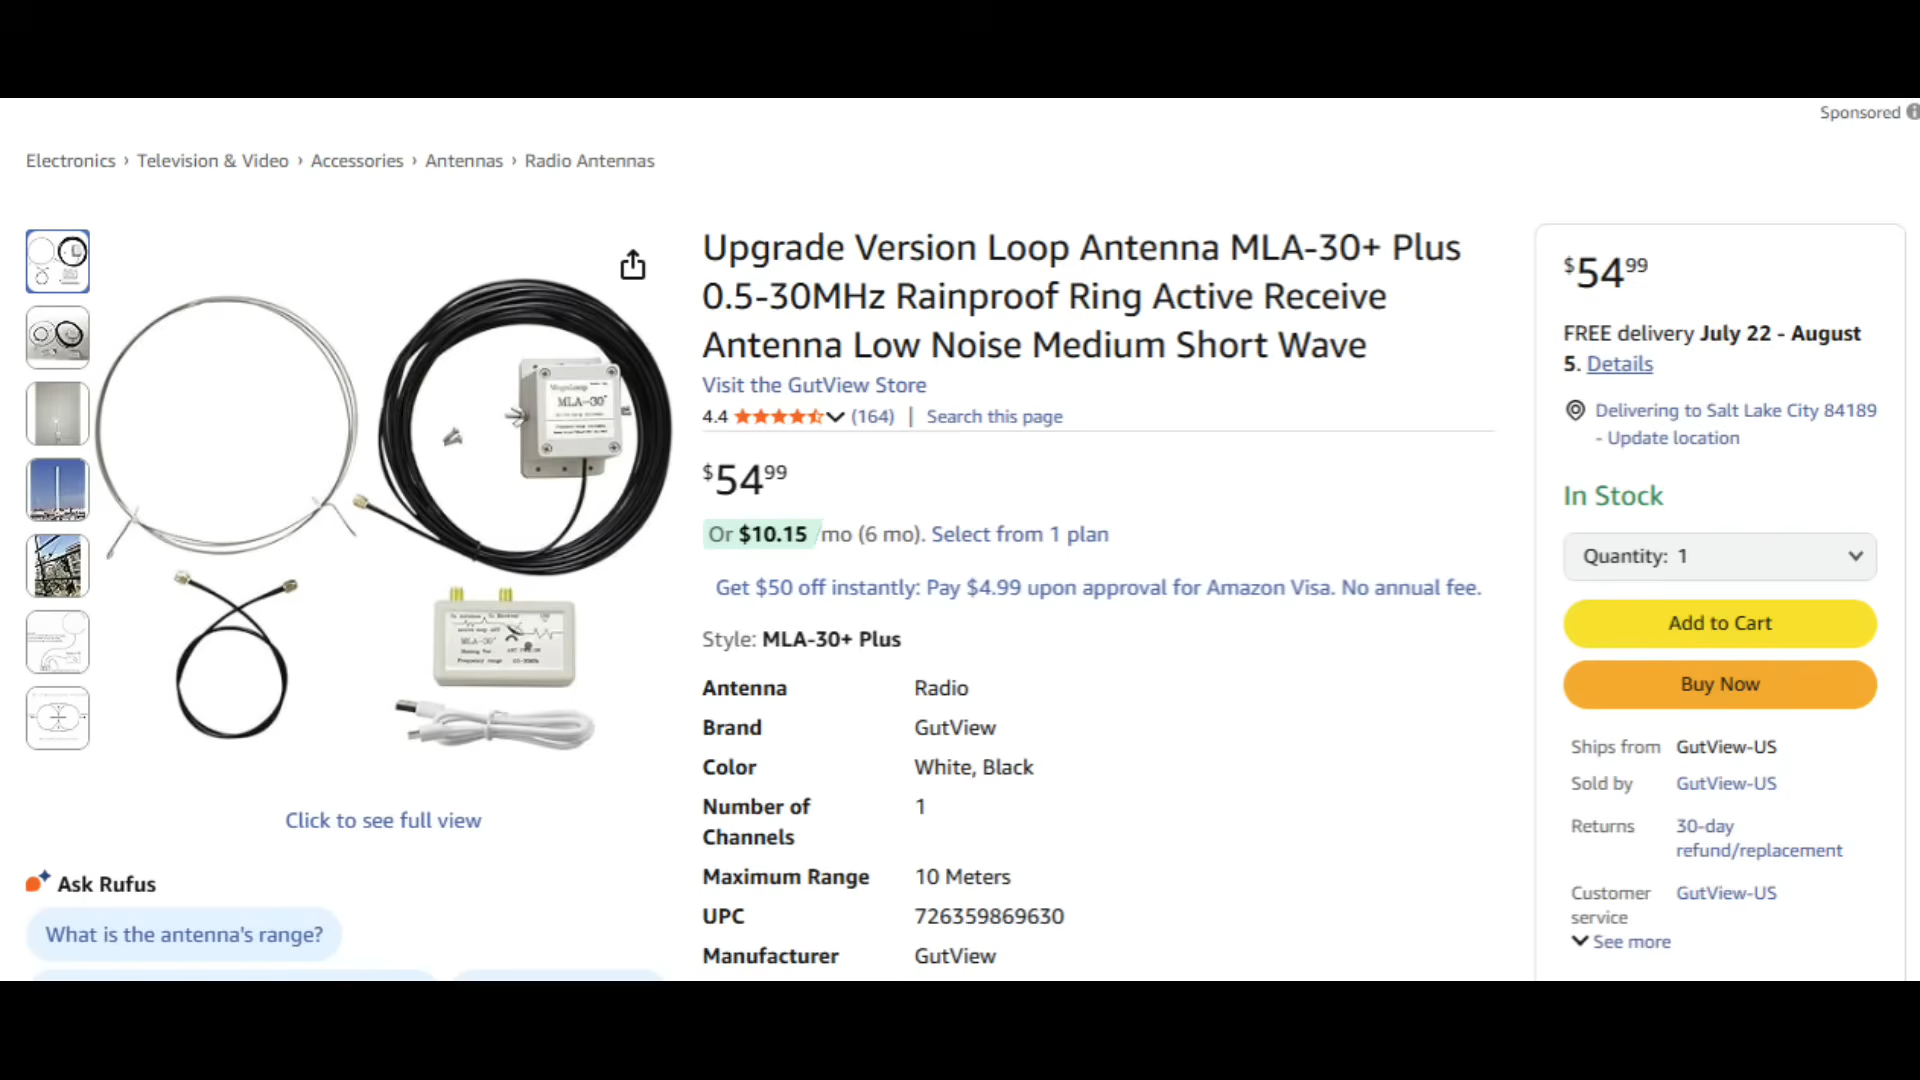 Sponsored
Electronics › Television & Video › Accessories › Antennas › Radio Antennas
Upgrade Version Loop Antenna MLA-30+ Plus
0.5-30MHz Rainproof Ring Active Receive
Antenna Low Noise Medium Short Wave
Visit the GutView Store
4.4 (164) | Search this page
$54.99
Or $10.15 /mo (6 mo). Select from 1 plan
Get $50 off instantly: Pay $4.99 upon approval for Amazon Visa. No annual fee.
Style: MLA-30+ Plus
Antenna Radio
Brand GutView
Color White, Black
Number of Channels 1
Maximum Range 10 Meters
UPC 726359869630
Manufacturer GutView
MegaLoop
MLA-30+
MLA-30+
Frequency range
Click to see full view
Ask Rufus
What is the antenna's range?
$54.99
FREE delivery July 22 - August
5. Details
Delivering to Salt Lake City 84189
- Update location
In Stock
Quantity: 1
Add to Cart
Buy Now
Ships from GutView-US
Sold by GutView-US
Returns 30-day
refund/replacement
Customer service GutView-US
See more